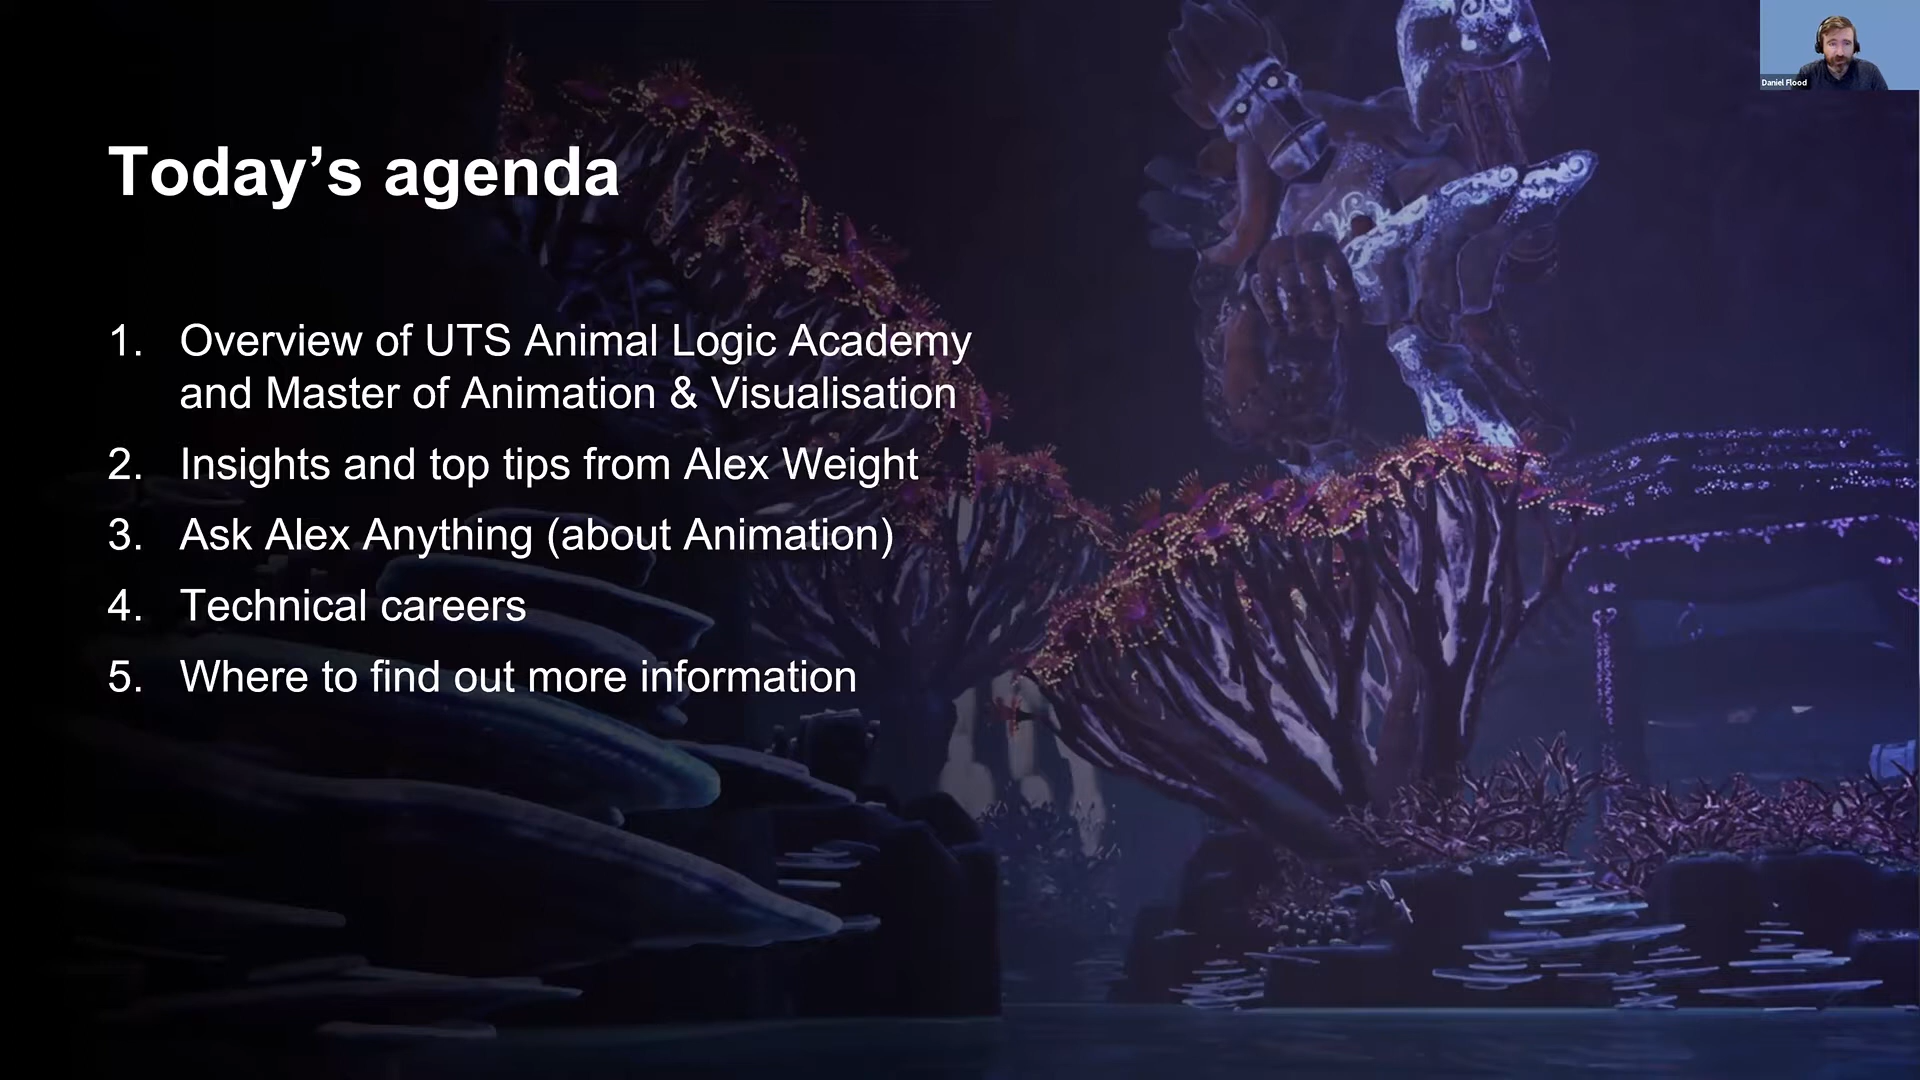 Daniel Flood
Today’s agenda
1. Overview of UTS Animal Logic Academy
and Master of Animation & Visualisation
2. Insights and top tips from Alex Weight
3. Ask Alex Anything (about Animation)
4. Technical careers
5. Where to find out more information